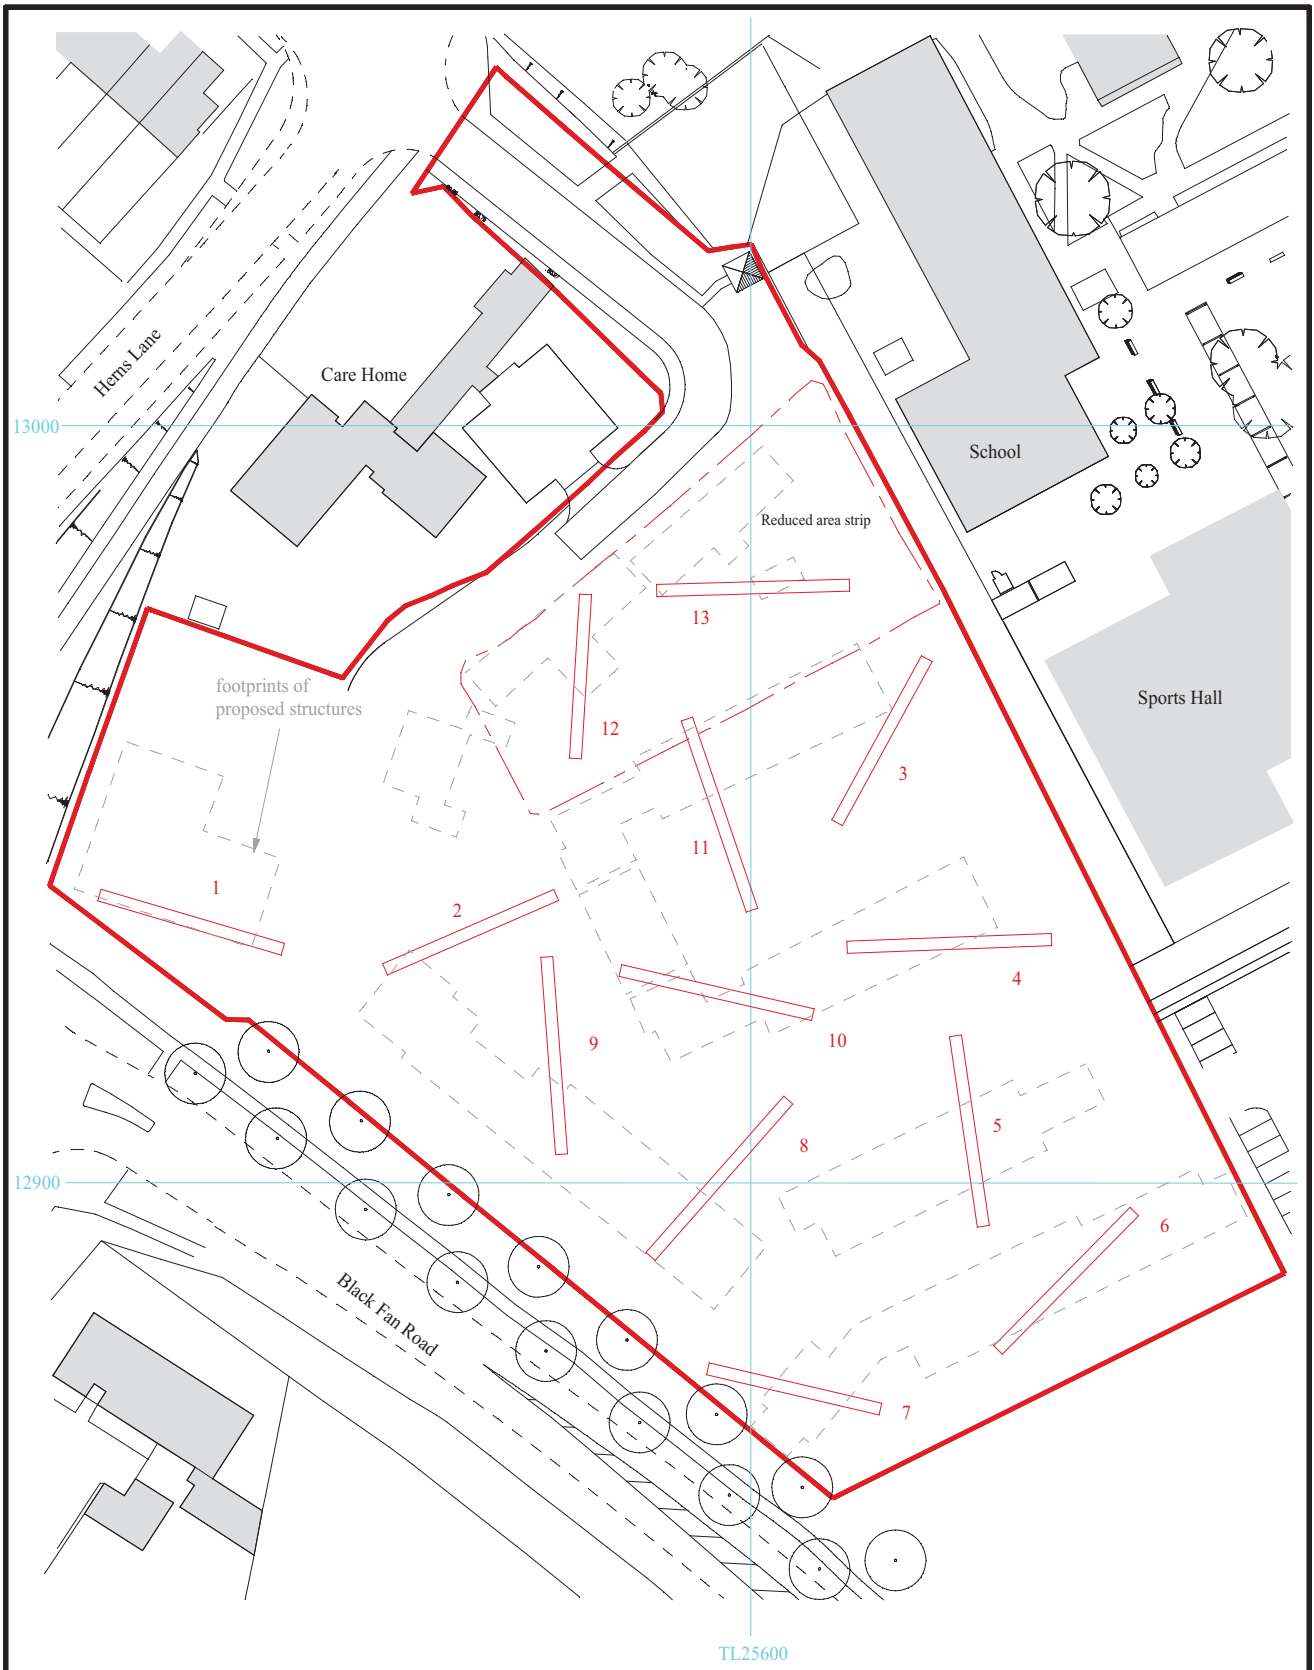 Herns Lane
Care Home
13000
School
Reduced area strip
13
footprints of
proposed structures
Sports Hall
12
3
11
1
2
4
9
10
5
8
12900
6
Black Fan Road
7
TL25600